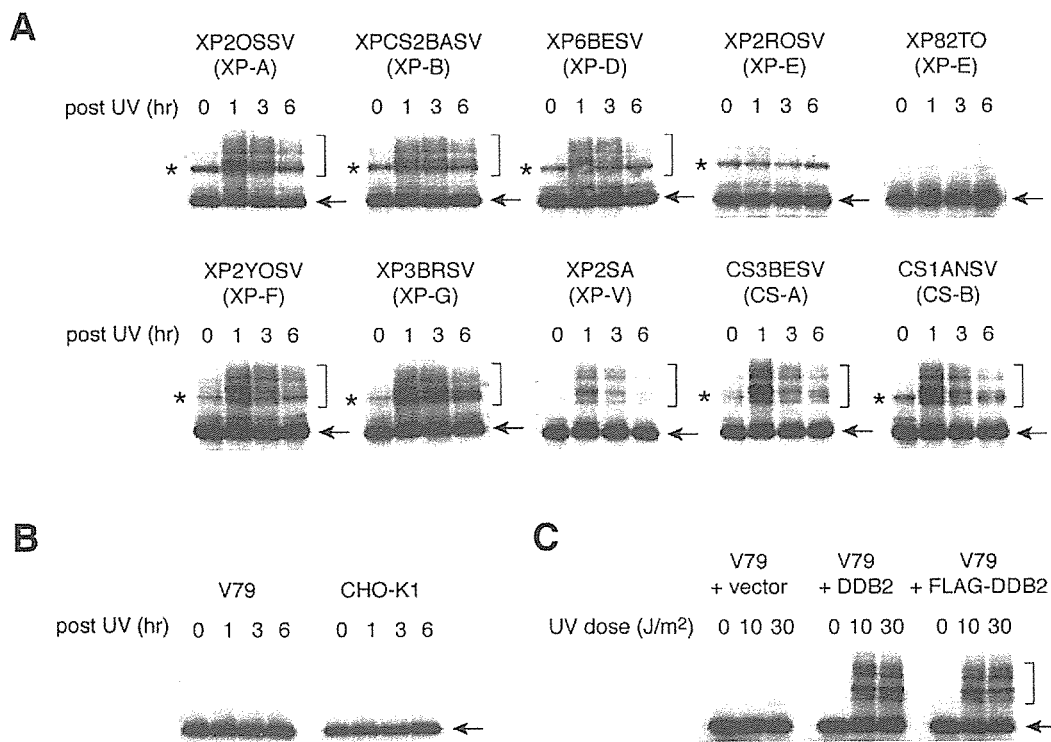 A
XP2OSSV XPCS2BASV XP6BESV XP2ROSV XP82TO
(XP-A) (XP-B) (XP-D) (XP-E) (XP-E)
post UV (hr) 0 1 3 6 0 1 3 6 0 1 3 6 0 1 3 6 0 1 3 6
* * * *
XP2YOSV XP3BRSV XP2SA CS3BESV CS1ANSV
(XP-F) (XP-G) (XP-V) (CS-A) (CS-B)
post UV (hr) 0 1 3 6 0 1 3 6 0 1 3 6 0 1 3 6 0 1 3 6
* * * *
B
V79 CHO-K1
post UV (hr) 0 1 3 6 0 1 3 6
C
V79 V79 V79
+ vector + DDB2 + FLAG-DDB2
UV dose (J/m²) 0 10 30 0 10 30 0 10 30